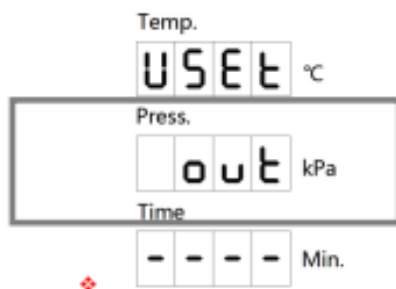 Temp.
USEt ℃
Press.
out kPa
Time
---- Min.